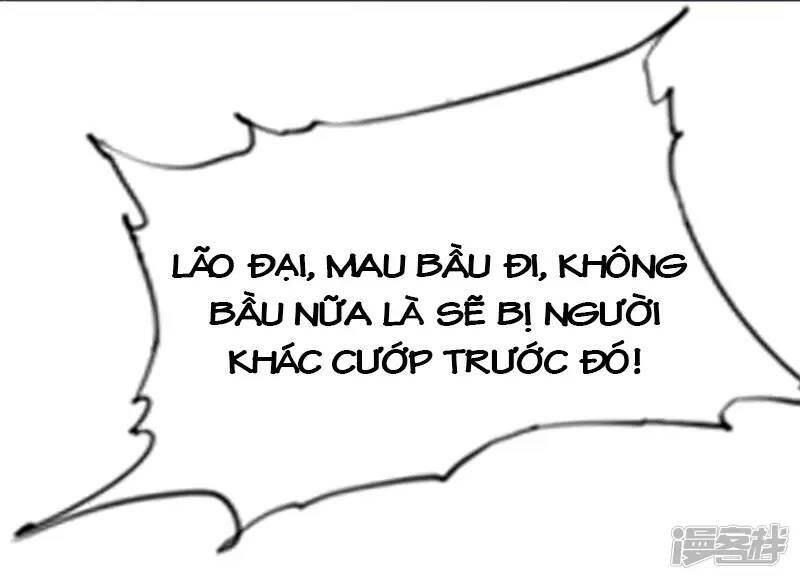 LÃO ĐẠI, MAU BẦU ĐI, KHÔNG
BẦU NỮA LÀ SẼ BỊ NGƯỜI
KHÁC CƯỚP TRƯỚC ĐÓ!
漫客栈